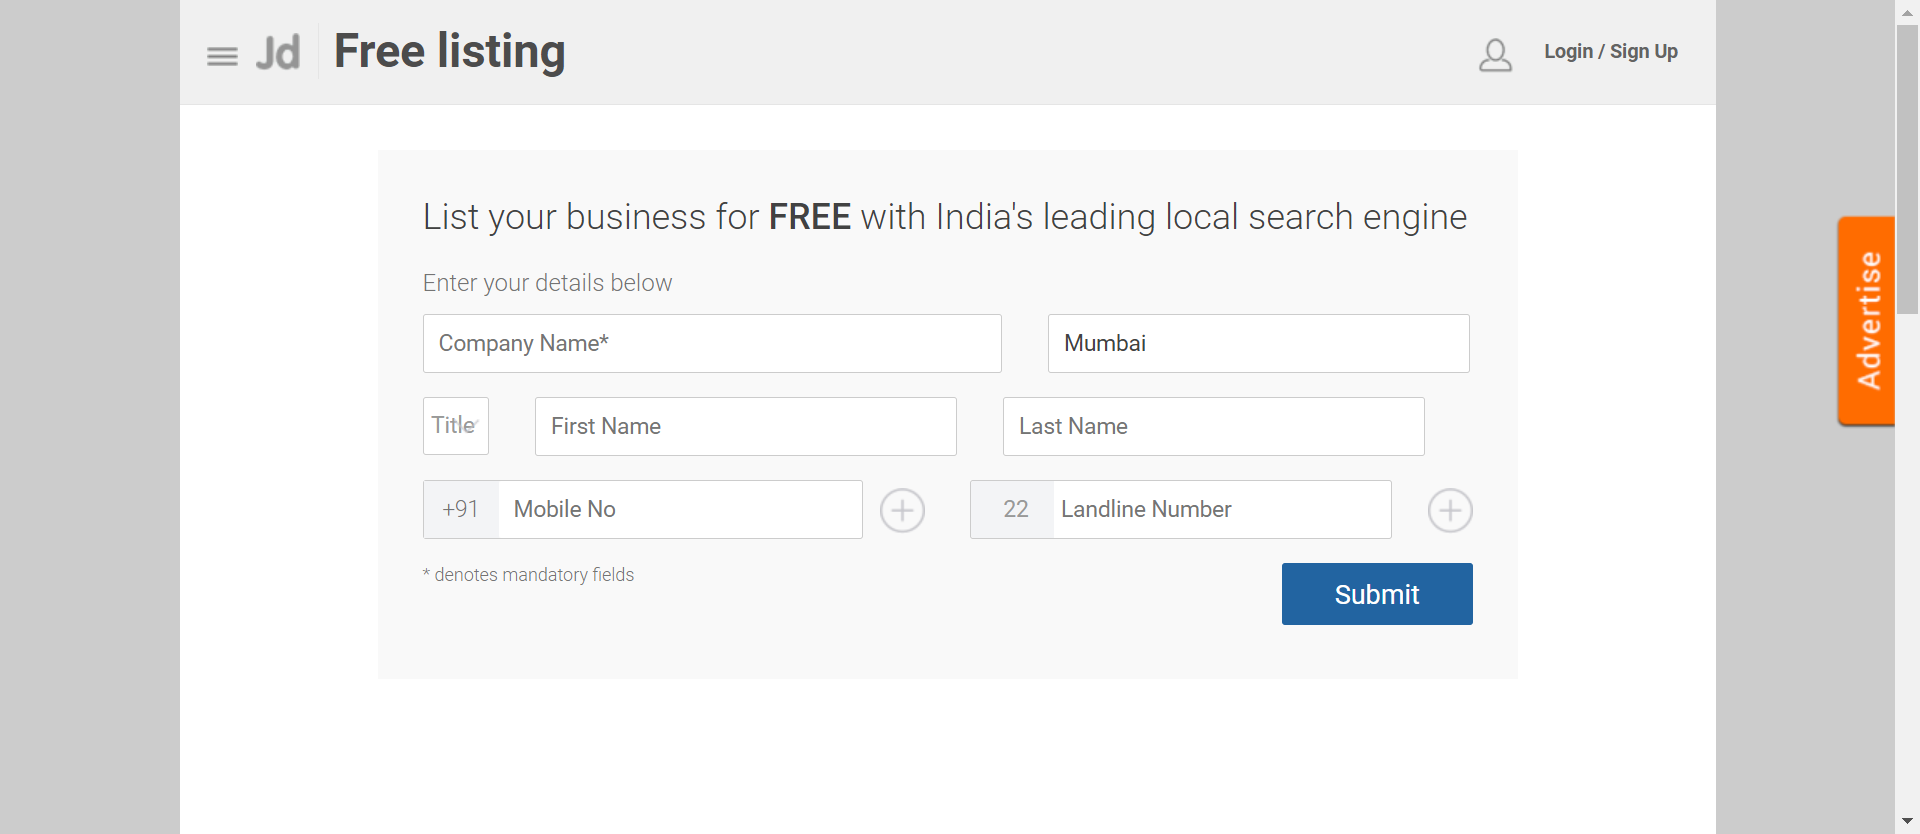 Jd Free listing
Login / Sign Up
Advertise
List your business for FREE with India's leading local search engine
Enter your details below
Company Name* Mumbai
Title First Name Last Name
+91 Mobile No 22 Landline Number
* denotes mandatory fields
Submit